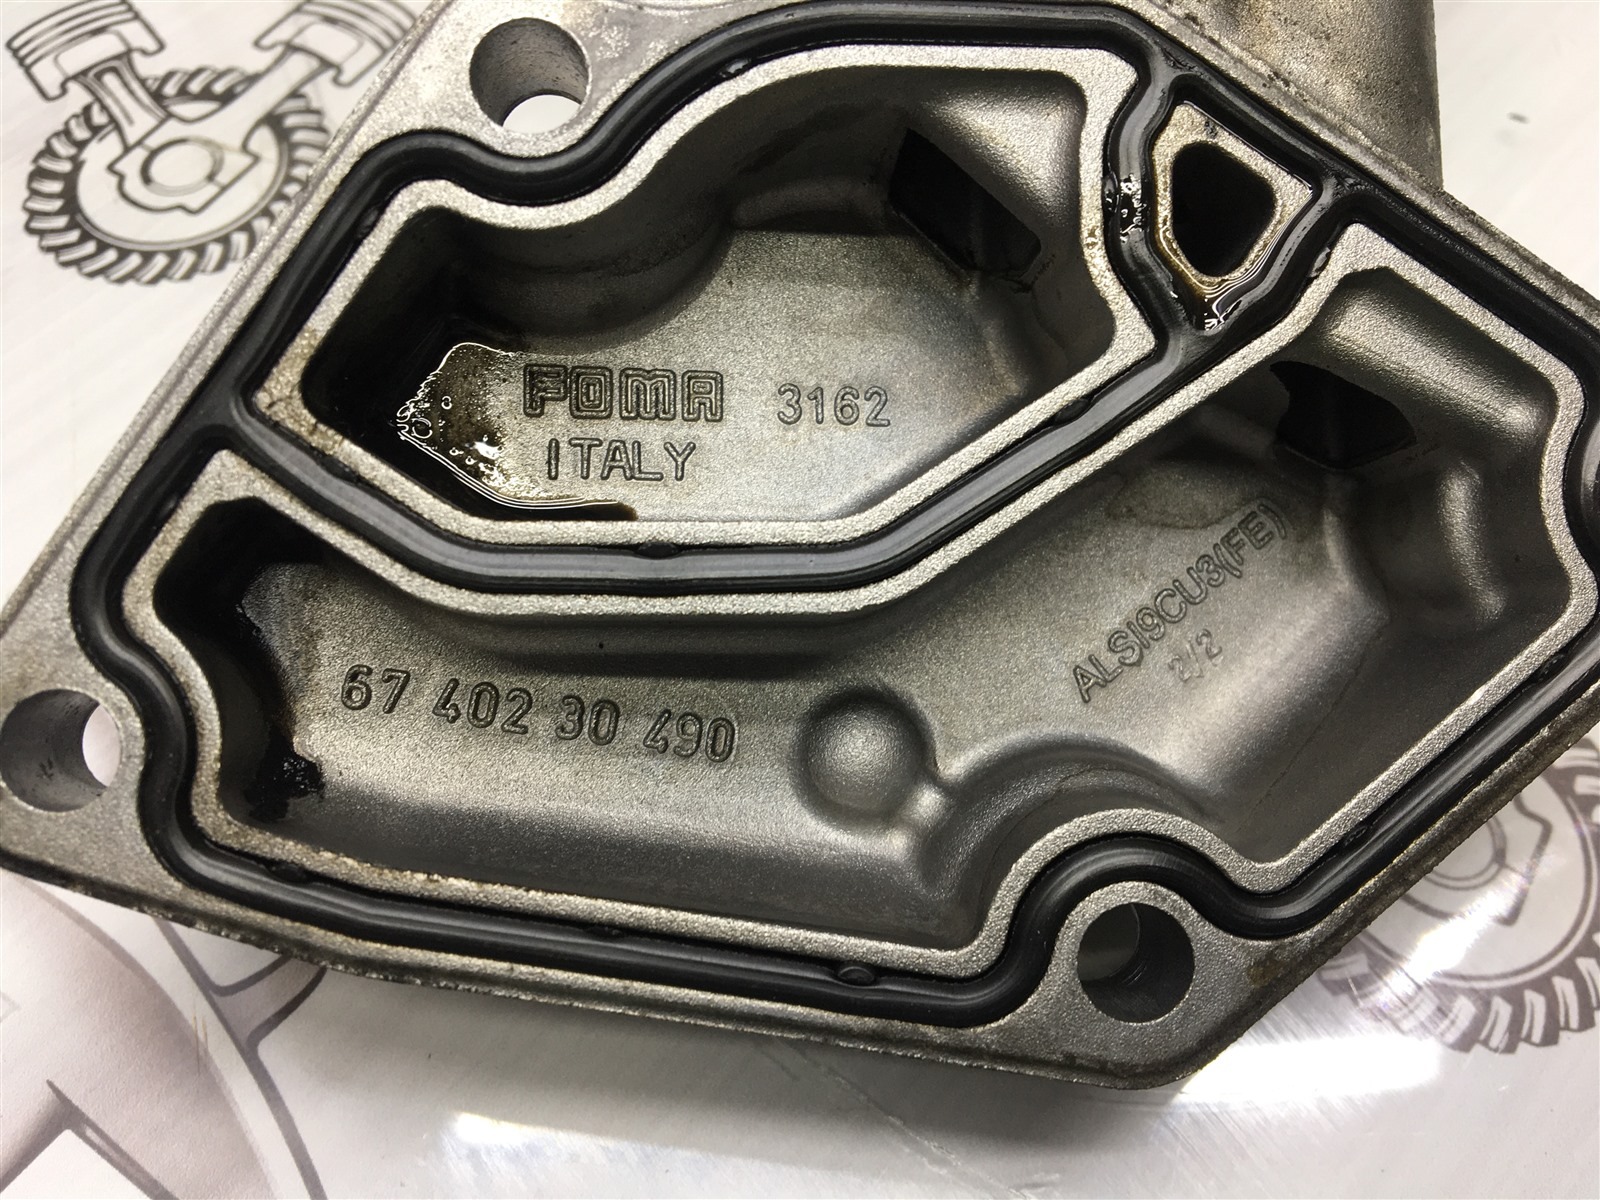 FOMA 3162
ITALY
67 402 30 490
ALSI9CU3(FE)
2/2